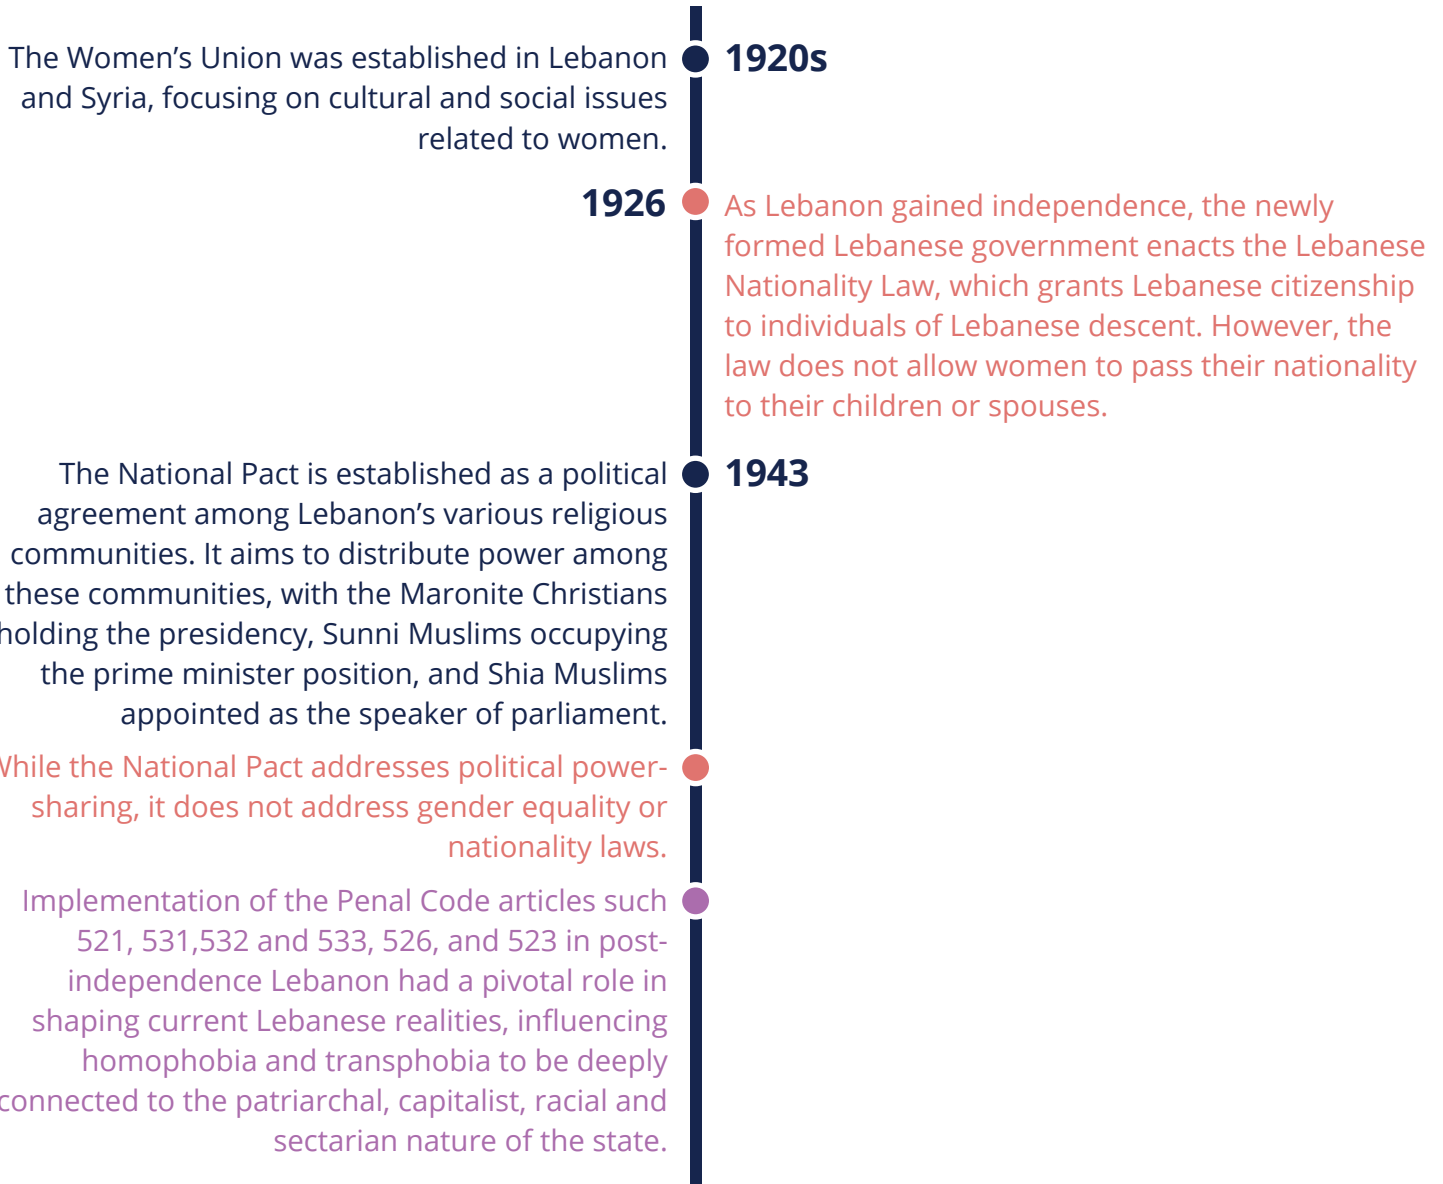 The Women's Union was established in Lebanon
and Syria, focusing on cultural and social issues
related to women.
1920s
1926
As Lebanon gained independence, the newly
formed Lebanese government enacts the Lebanese
Nationality Law, which grants Lebanese citizenship
to individuals of Lebanese descent. However, the
law does not allow women to pass their nationality
to their children or spouses.
The National Pact is established as a political
agreement among Lebanon's various religious
communities. It aims to distribute power among
these communities, with the Maronite Christians
holding the presidency, Sunni Muslims occupying
the prime minister position, and Shia Muslims
appointed as the speaker of parliament.
1943
While the National Pact addresses political power-
sharing, it does not address gender equality or
nationality laws.
Implementation of the Penal Code articles such
521, 531,532 and 533, 526, and 523 in post-
independence Lebanon had a pivotal role in
shaping current Lebanese realities, influencing
homophobia and transphobia to be deeply
connected to the patriarchal, capitalist, racial and
sectarian nature of the state.